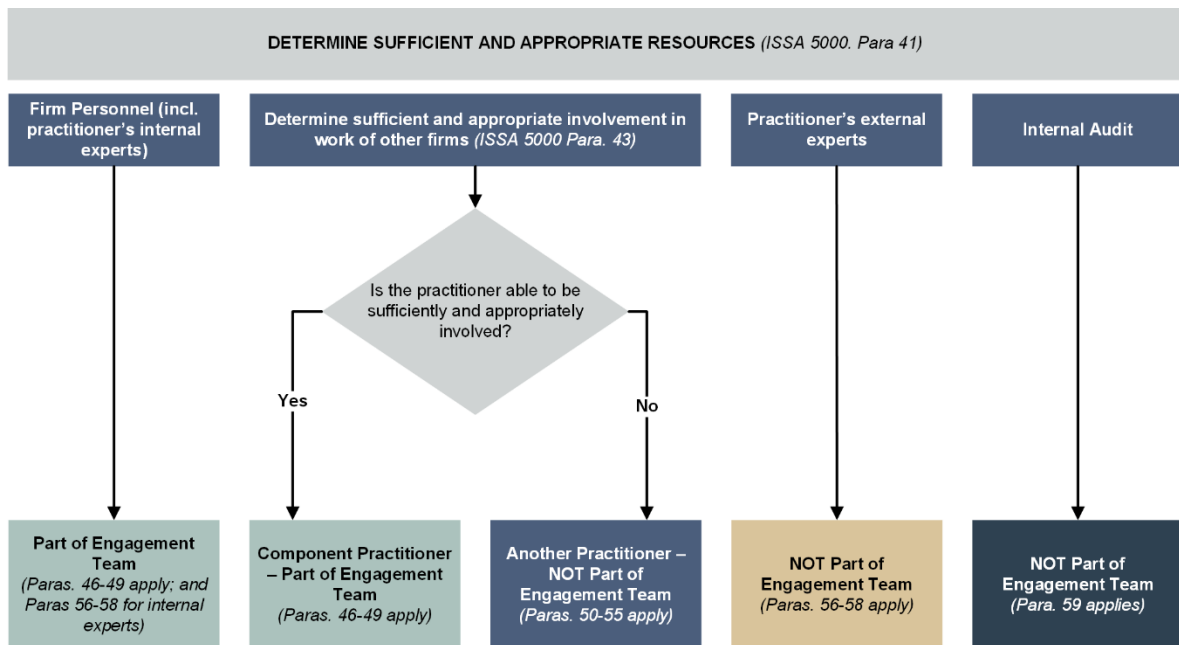 DETERMINE SUFFICIENT AND APPROPRIATE RESOURCES (ISSA 5000. Para 41)
Firm Personnel (incl.
practitioner's internal
experts)
Determine sufficient and appropriate involvement in
work of other firms (ISSA 5000 Para. 43)
Practitioner's external
experts
Internal Audit
Is the practitioner able to be
sufficiently and appropriately
involved?
Yes
No
Part of Engagement
Team
(Paras. 46-49 apply; and
Paras 56-58 for internal
experts)
Component Practitioner
– Part of Engagement
Team
(Paras. 46-49 apply)
Another Practitioner –
NOT Part of
Engagement Team
(Paras. 50-55 apply)
NOT Part of
Engagement Team
(Paras. 56-58 apply)
NOT Part of
Engagement Team
(Para. 59 applies)